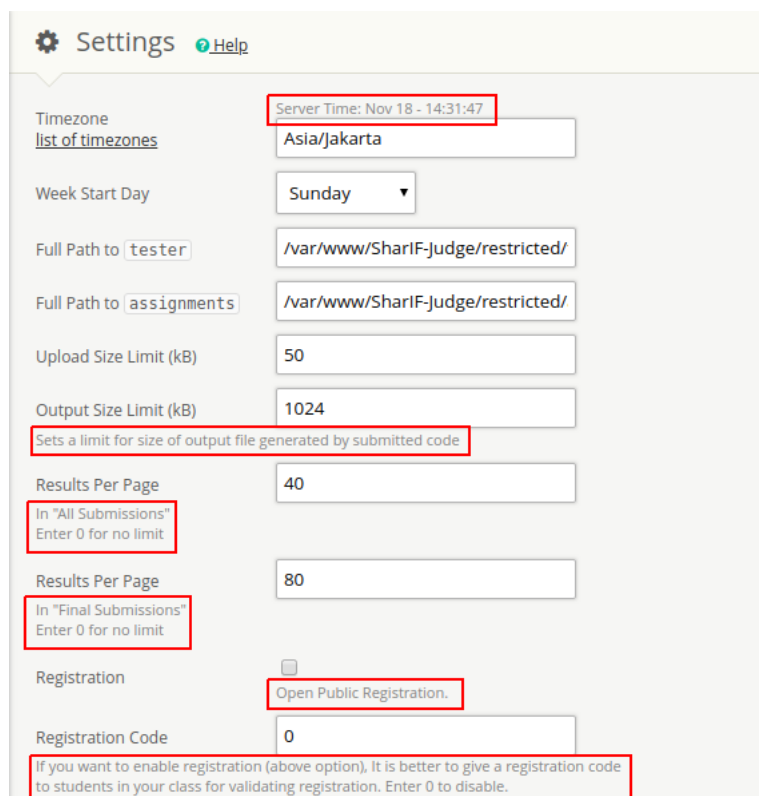 Settings Help
Server Time: Nov 18 - 14:31:47
Timezone
list of timezones
Asia/Jakarta
Week Start Day
Sunday
Full Path to tester
/var/www/SharIF-Judge/restricted/
Full Path to assignments
/var/www/SharIF-Judge/restricted/
Upload Size Limit (kB)
50
Output Size Limit (kB)
1024
Sets a limit for size of output file generated by submitted code
Results Per Page
40
In "All Submissions"
Enter 0 for no limit
Results Per Page
80
In "Final Submissions"
Enter 0 for no limit
Registration
Open Public Registration.
Registration Code
0
If you want to enable registration (above option), It is better to give a registration code
to students in your class for validating registration. Enter 0 to disable.